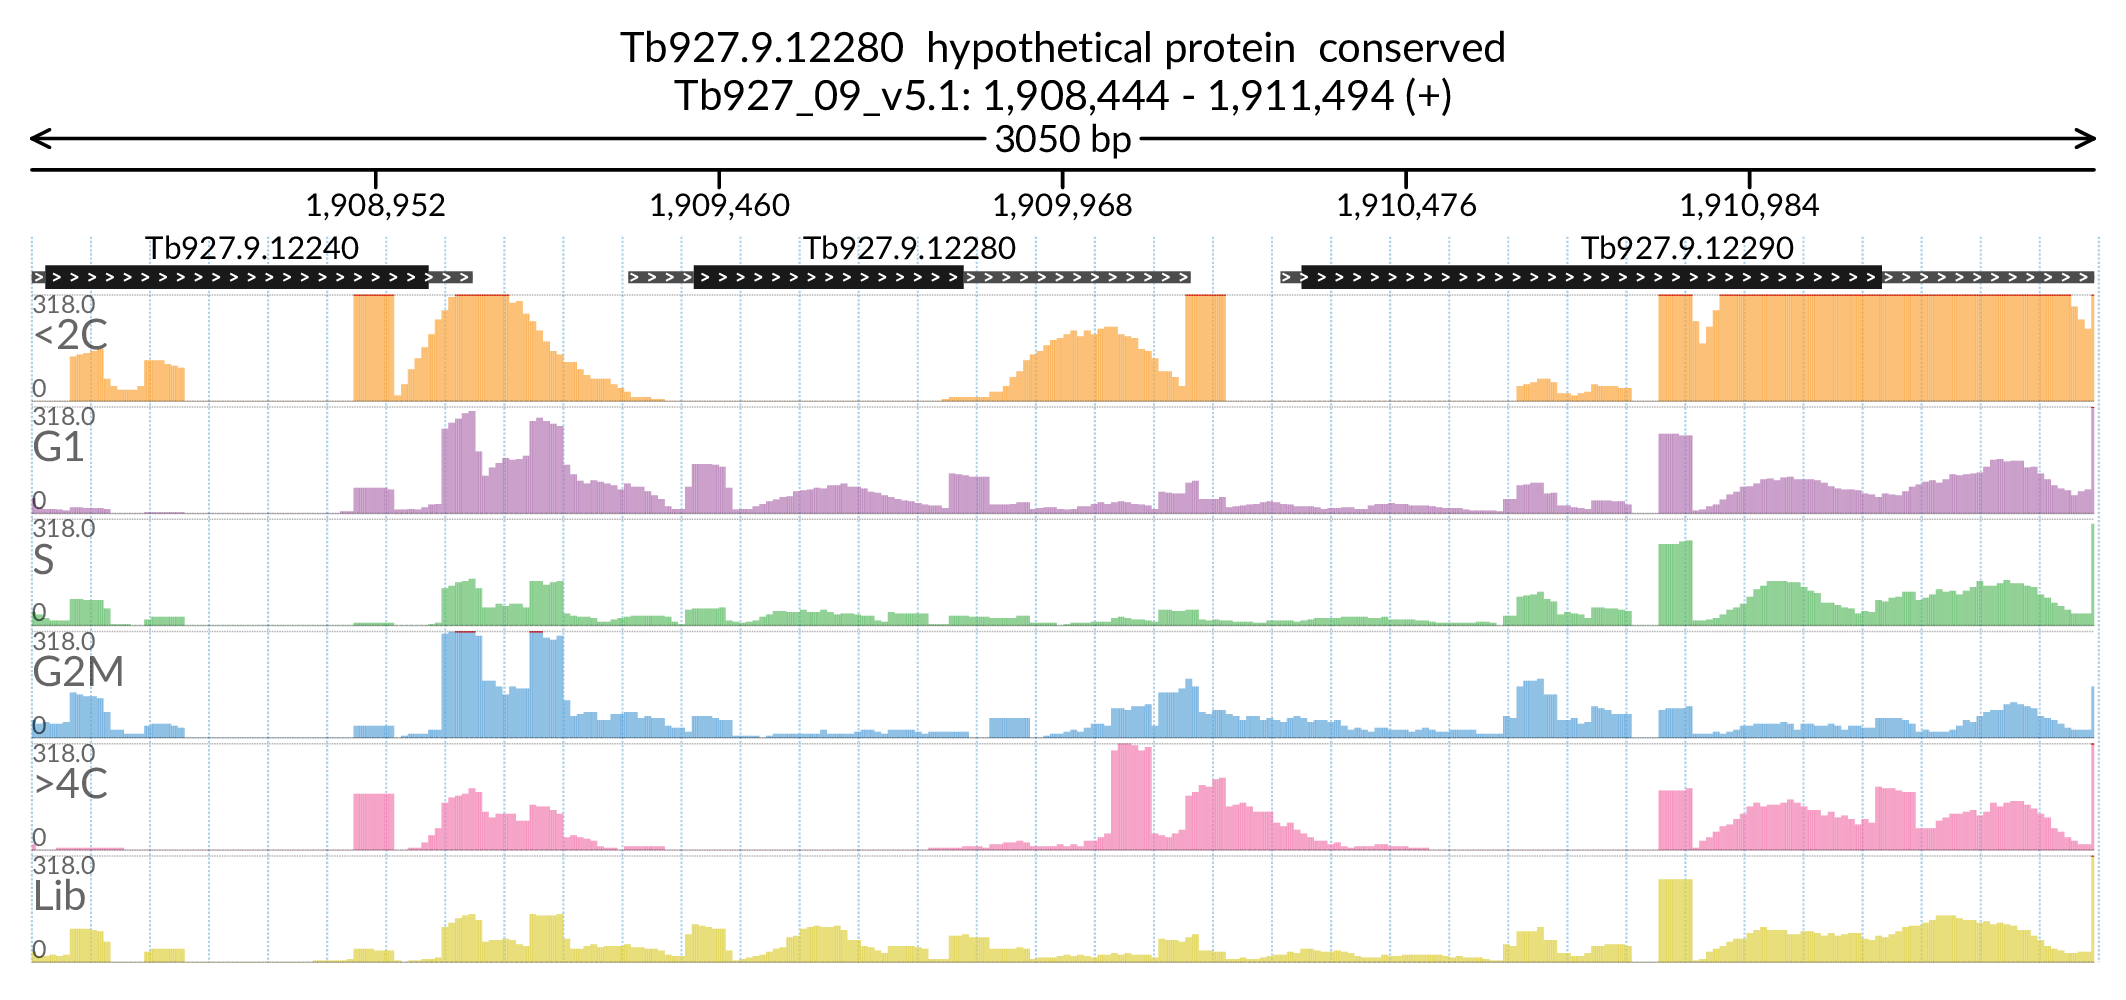 Tb927.9.12280  hypothetical protein  conserved
Tb927_09_v5.1: 1,908,444 - 1,911,494 (+)
3050 bp
1,908,952 1,909,460 1,909,968 1,910,476 1,910,984
Tb927.9.12240 Tb927.9.12280 Tb927.9.12290
318.0
<2C
0
318.0
G1
0
318.0
S
0
318.0
G2M
0
318.0
>4C
0
318.0
Lib
0